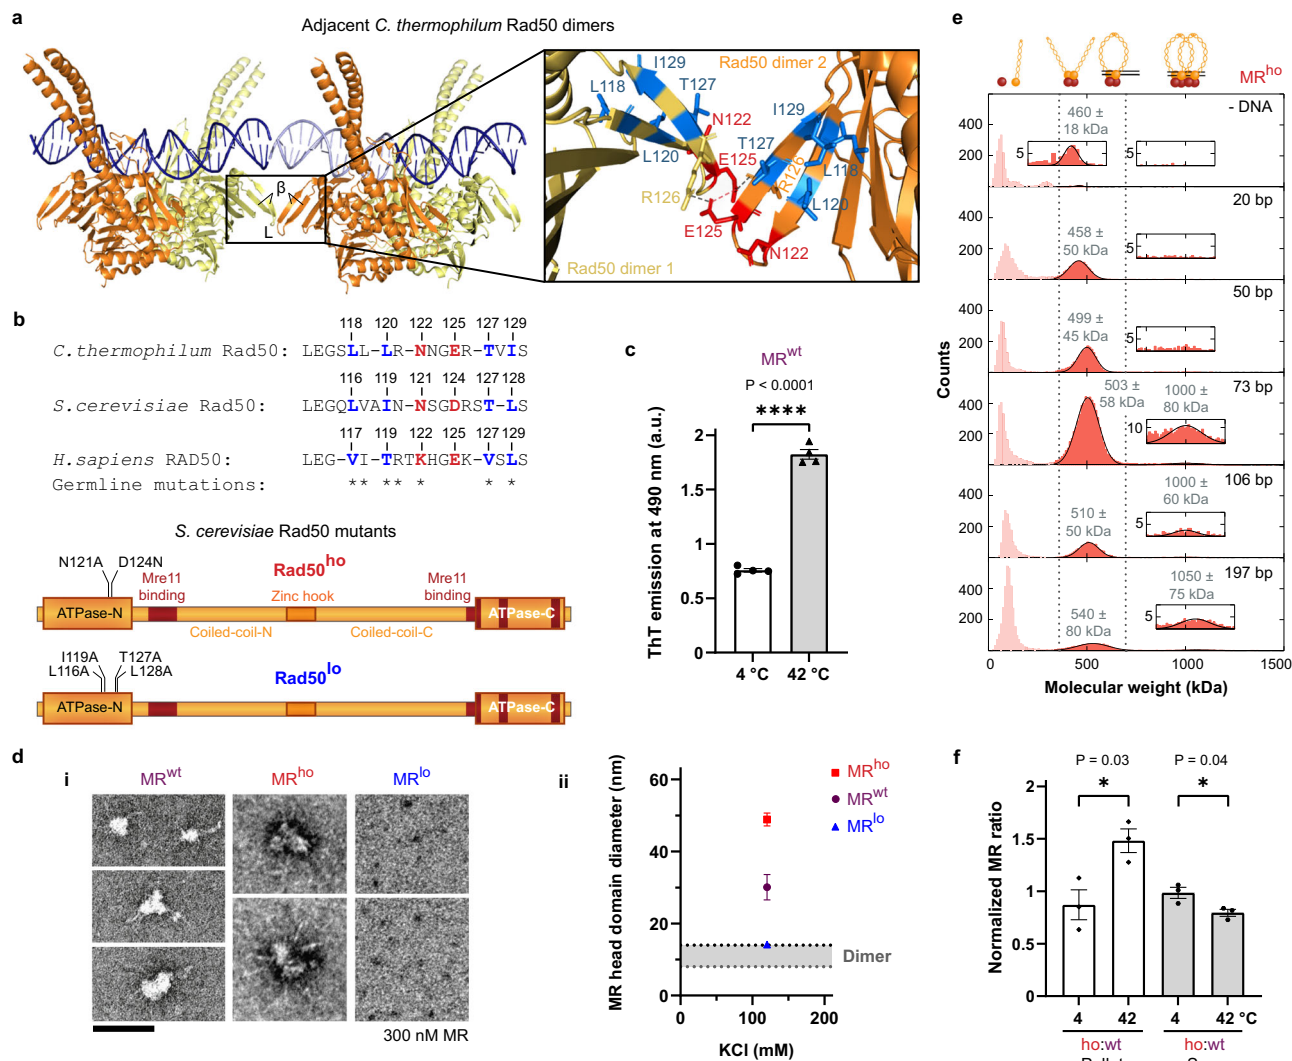 a
Adjacent C. thermophilum Rad50 dimers
β
L
I129
Rad50 dimer 2
L118
T127
I129
N122
T127
L120
E125
R126
L118
R126
L120
E125
N122
Rad50 dimer 1
b
118 120 122 125 127 129
C.thermophilum Rad50: LEGSLL-LR-NNGER-TVIS
116 119 121 124 127 128
S.cerevisiae Rad50: LEGQLVAIN-NSGDRST-LS
117 119 122 125 127 129
H.sapiens RAD50: LEG-VI-TRTKHGEK-VSLS
Germline mutations: ** ** * * *
S. cerevisiae Rad50 mutants
N121A D124N
Rad50ho
Mre11 binding
Zinc hook
Mre11 binding
ATPase-N
ATPase-C
Coiled-coil-N
Coiled-coil-C
I119A T127A
L116A L128A
Rad50lo
ATPase-N
ATPase-C
c
MRwt
P < 0.0001
****
ThT emission at 490 nm (a.u.)
2
1.5
1
0.5
0
4 °C 42 °C
d
i
MRwt MRho MRlo
300 nM MR
ii
MR head domain diameter (nm)
60
40
20
0
0 100 200
KCl (mM)
MRho
MRwt
MRlo
Dimer
e
MRho
- DNA
400
200
460 ±
18 kDa
5
5
20 bp
400
200
458 ±
50 kDa
5
50 bp
400
200
499 ±
45 kDa
5
73 bp
400
200
503 ±
58 kDa
1000 ±
80 kDa
10
106 bp
400
200
510 ±
50 kDa
1000 ±
60 kDa
5
197 bp
400
200
540 ±
80 kDa
1050 ±
75 kDa
5
Counts
0 500 1000 1500
Molecular weight (kDa)
f
P = 0.03 P = 0.04
* *
Normalized MR ratio
2
1.5
1
0.5
0
4 42 4 42 °C
ho:wt ho:wt